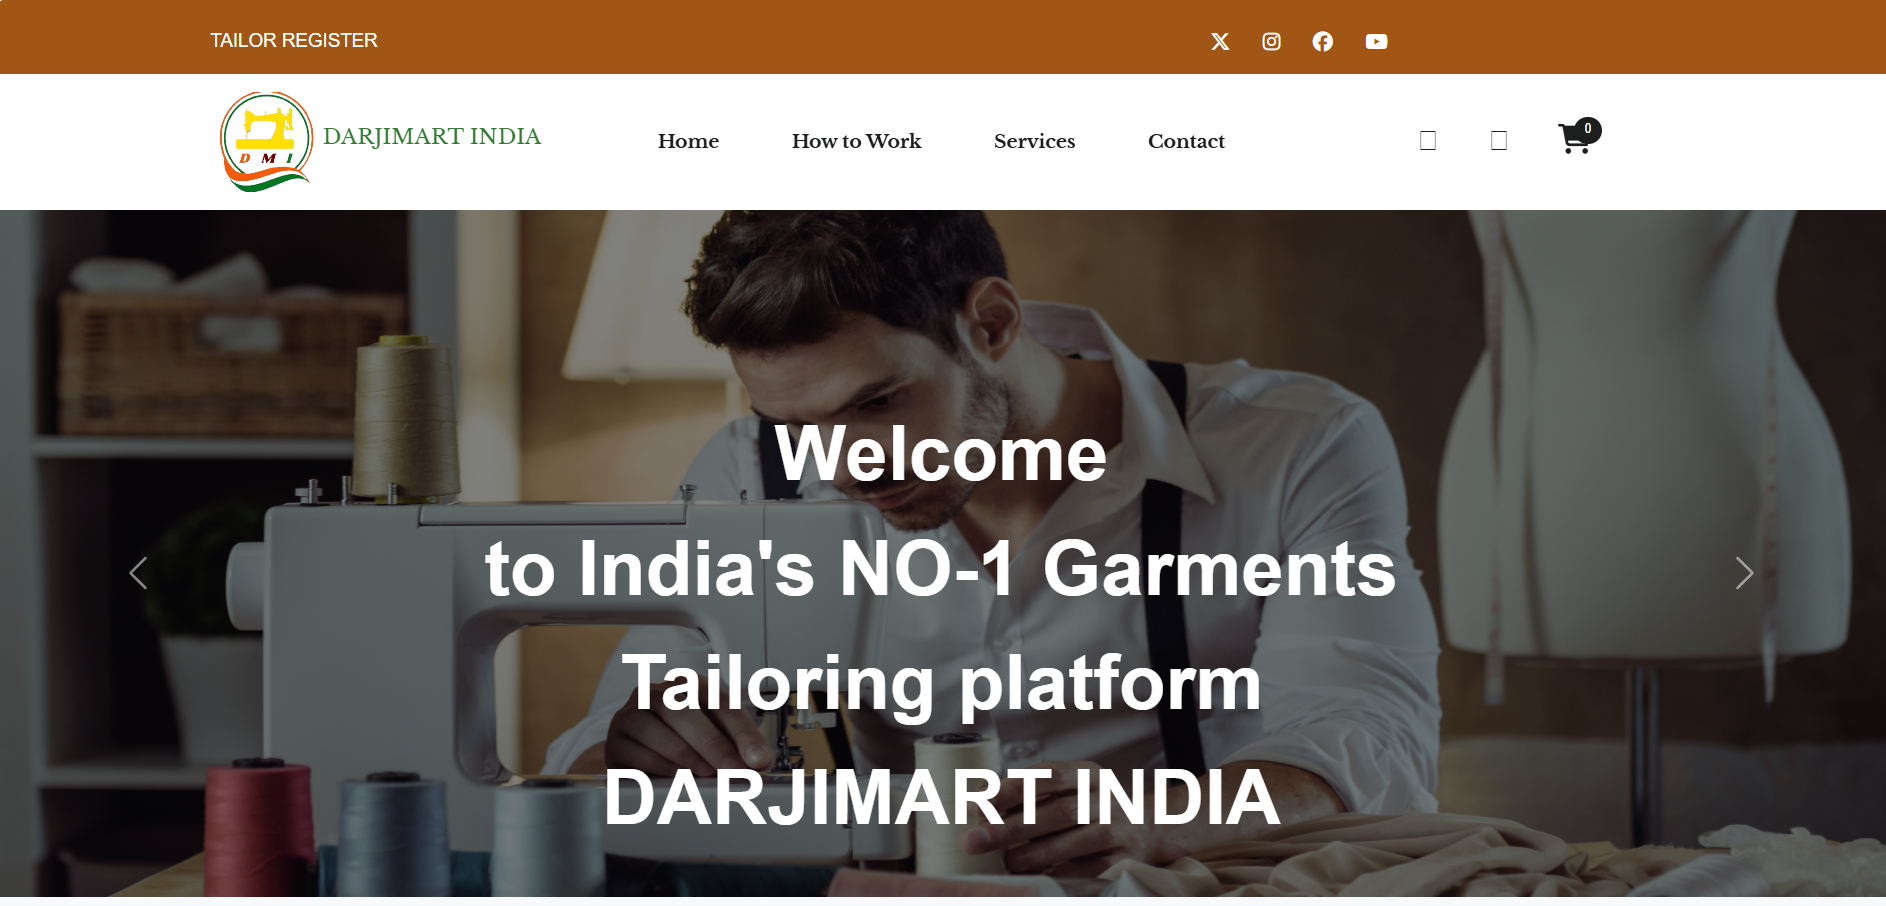 TAILOR REGISTER
D M I
DARJIMART INDIA
Home
How to Work
Services
Contact
0
Welcome
to India's NO-1 Garments
Tailoring platform
DARJIMART INDIA